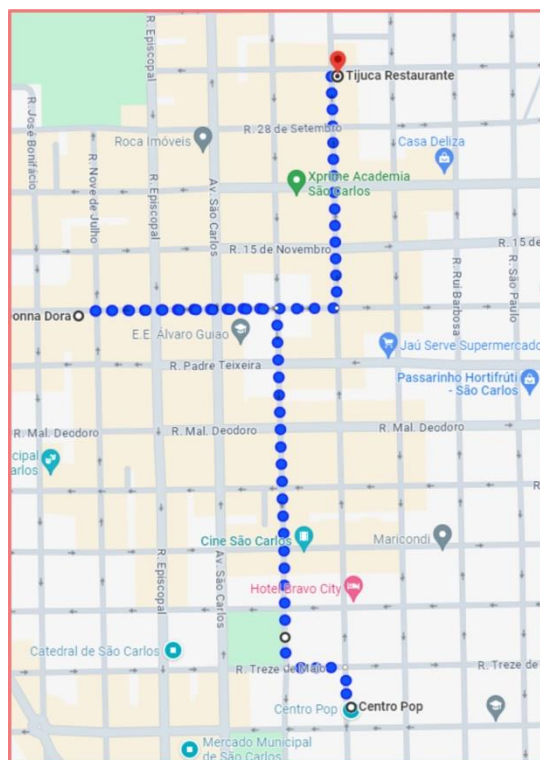 R. Episcopal
Tijuca Restaurante
R. José Bonifácio
R. 28 de Setembro
Roca Imóveis
Casa Deliza
R. Nove de Julho
Xprime Academia
São Carlos
R. Episcopal
Av. São Carlos
R. 15 de Novembro
R. 15 de
R. Rui Barbosa
R. São Paulo
onna Dora
E.E. Álvaro Guião
Jaú Serve Supermercado
R. Padre Teixeira
Passarinho Hortifrúti
- São Carlos
R. Mal. Deodoro
R. Mal. Deodoro
R. Mal. Deodoro
cipal
arlos
R
Cine São Carlos
Maricondi
R. Episcopal
Av. São Carlos
Hotel Bravo City
Catedral de São Carlos
R. Treze de Maio
R. Treze de
Centro Pop
Centro Pop
Mercado Municipal
de São Carlos